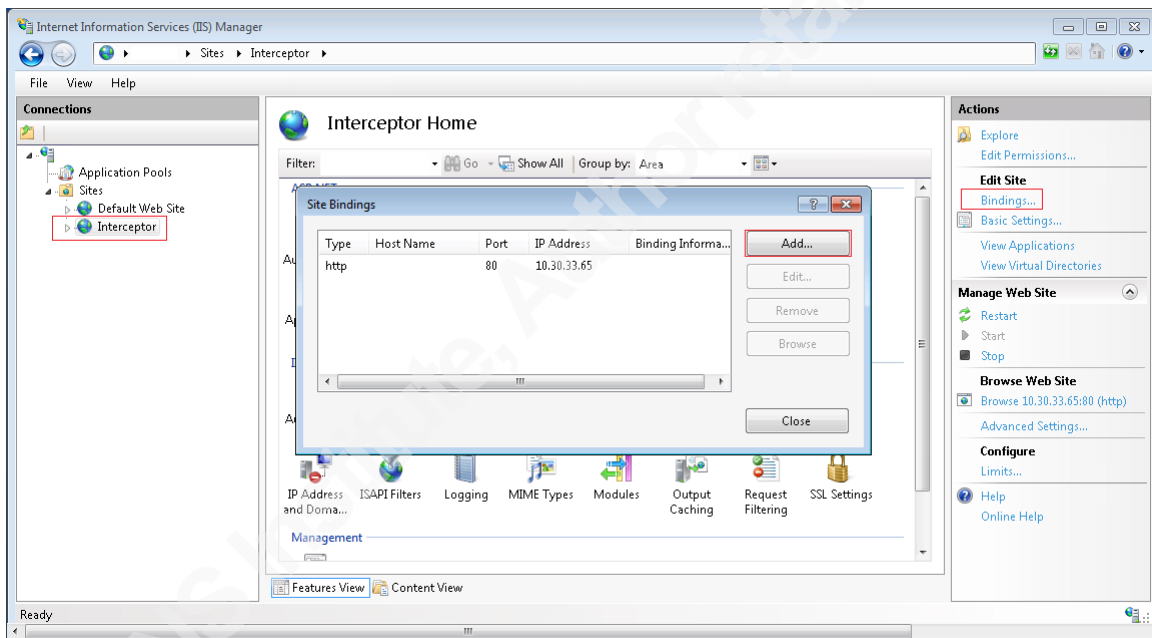 Internet Information Services (IIS) Manager
Sites Interceptor
File View Help
Connections
Application Pools
Sites
Default Web Site
Interceptor
Interceptor Home
Filter: Go Show All Group by: Area
Site Bindings
Type Host Name Port IP Address Binding Informa...
http 80 10.30.33.65
Add...
Edit...
Remove
Browse
Close
IP Address and Doma...
ISAPI Filters
Logging
MIME Types
Modules
Output Caching
Request Filtering
SSL Settings
Management
Features View Content View
Actions
Explore
Edit Permissions...
Edit Site
Bindings...
Basic Settings...
View Applications
View Virtual Directories
Manage Web Site
Restart
Start
Stop
Browse Web Site
Browse 10.30.33.65:80 (http)
Advanced Settings...
Configure
Limits...
Help
Online Help
Ready
NS Institute, Author reta